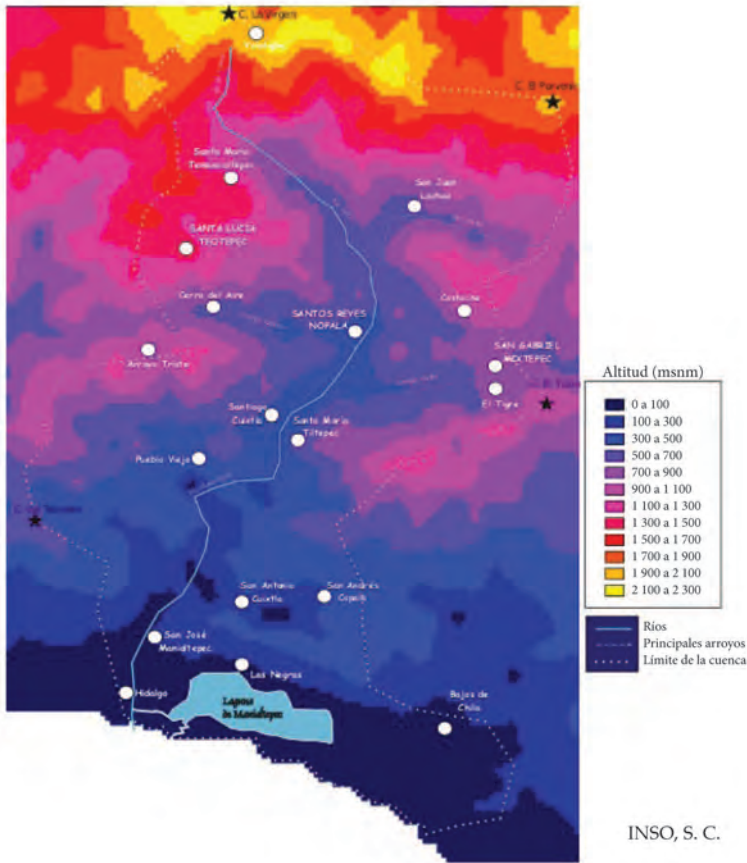 C. La Virgen
C. El Porvenir
Santa María
Temaxcaltepec
San Juan
Lachao
SANTA LUCIA
TEOTEPEC
Cerro del Aire
SANTOS REYES
NOPALA
Cerro del Aire
SAN GABRIEL
MIXTEPEC
Arroyo Triste
El Tigre
Santiago
Cuixtla
Santa María
Tiltepec
Pueblo Viejo
San Antonio
Cuixtla
San Andrés
Copala
San José
Manialtepec
Las Negras
Hidalgo
Laguna
de Manialtepec
Bajos de
Chila
Altitud (msnm)
0 a 100
100 a 300
300 a 500
500 a 700
700 a 900
900 a 1 100
1 100 a 1 300
1 300 a 1 500
1 500 a 1 700
1 700 a 1 900
1 900 a 2 100
2 100 a 2 300
Ríos
Principales arroyos
Límite de la cuenca
INSO, S. C.